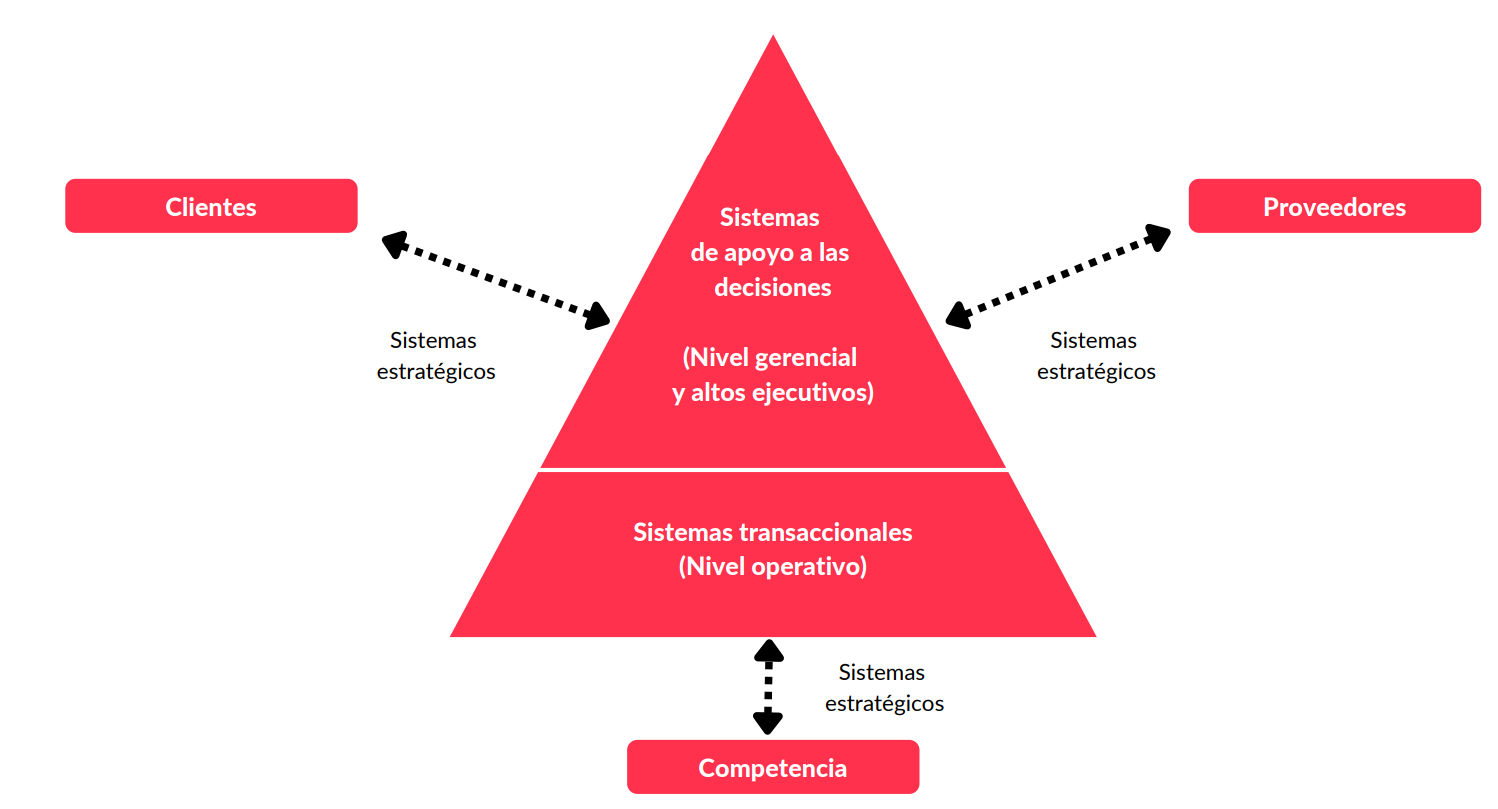 Clientes
Proveedores
Sistemas
de apoyo a las
decisiones
(Nivel gerencial
y altos ejecutivos)
Sistemas
estratégicos
Sistemas
estratégicos
Sistemas transaccionales
(Nivel operativo)
Sistemas
estratégicos
Competencia